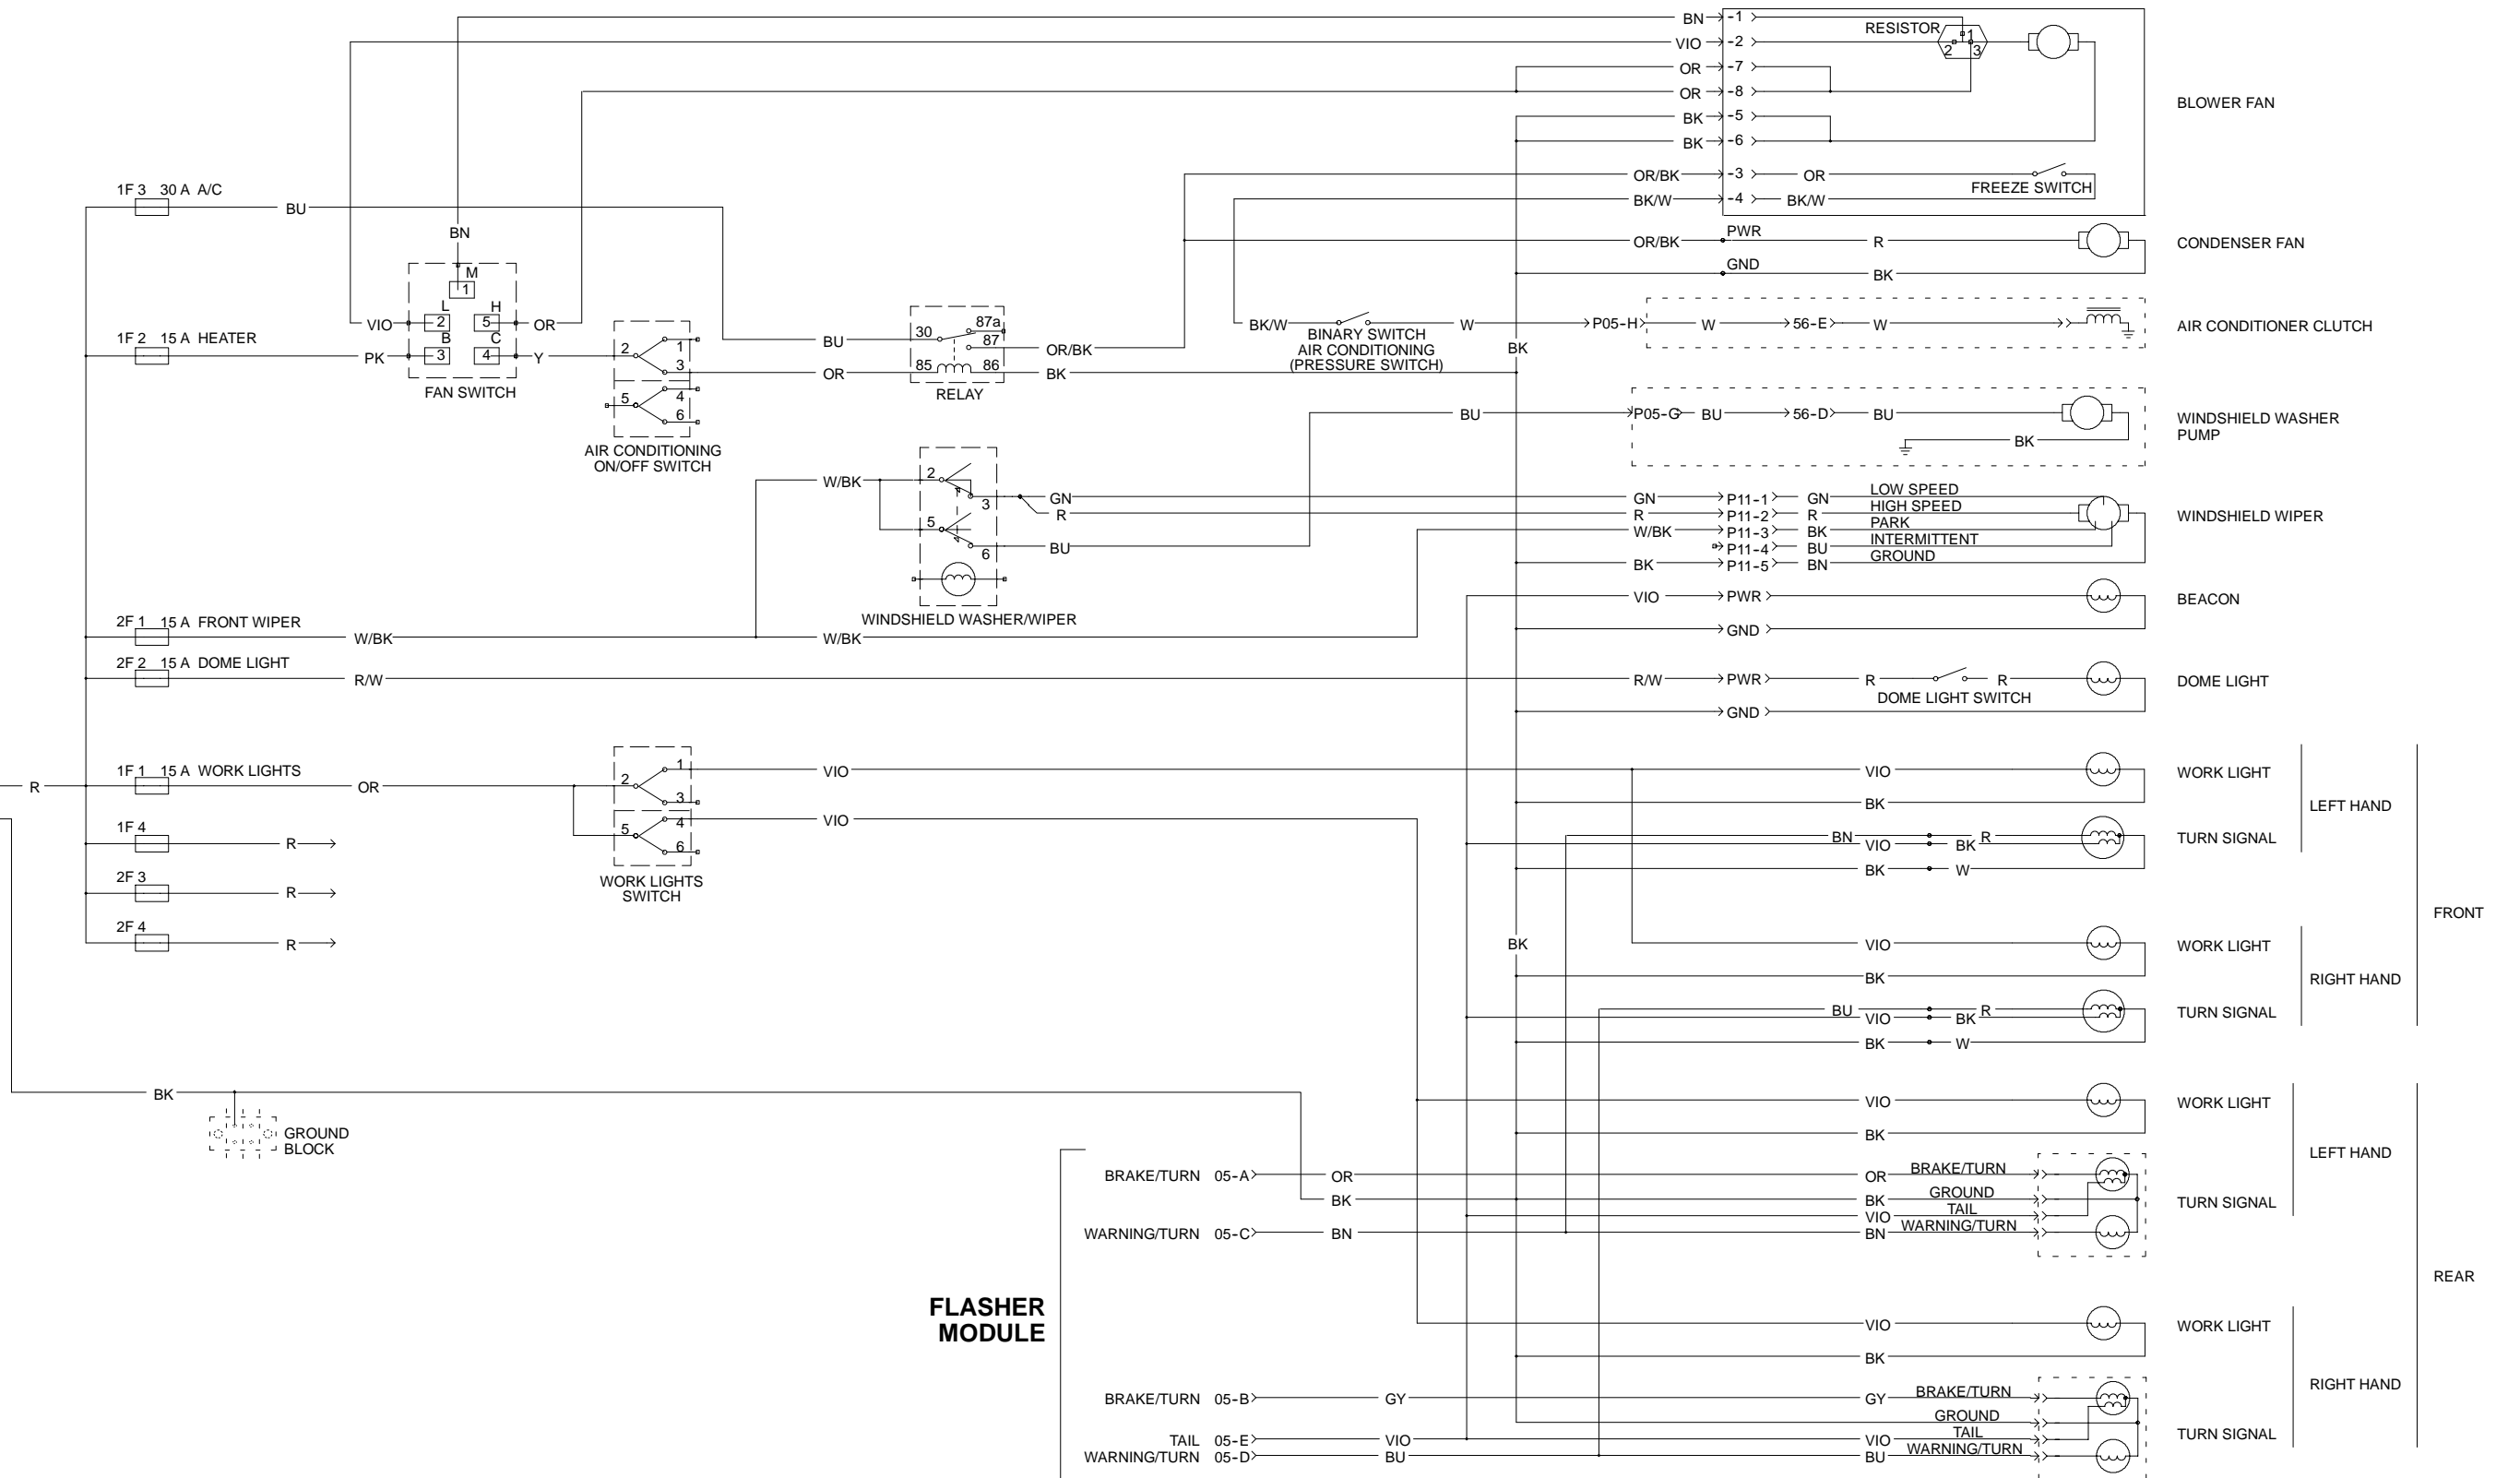 BN -1
RESISTOR 1
VIO -2 2 3
OR -7
OR -8
BLOWER FAN
BK -5
BK -6
OR/BK -3 OR
FREEZE SWITCH
BK/W -4 BK/W
1F 3 30 A A/C
BU
BN
OR/BK PWR R
CONDENSER FAN
GND
BK
M
1
L H
VIO 2 5 OR
B C
1F 2 15 A HEATER
PK 3 4 Y
FAN SWITCH
2 1
3
5 4
6
AIR CONDITIONING
ON/OFF SWITCH
BU 30 87a
87 OR/BK
OR 85 86 BK
RELAY
BK/W W P05-H W 56-E W
AIR CONDITIONER CLUTCH
BINARY SWITCH
AIR CONDITIONING
(PRESSURE SWITCH)
BK
BU P05-G BU 56-D BU
WINDSHIELD WASHER
PUMP
BK
W/BK 2
3 GN
R
5
6 BU
WINDSHIELD WASHER/WIPER
GN P11-1 GN LOW SPEED
R P11-2 R HIGH SPEED
W/BK P11-3 BK PARK
P11-4 BU INTERMITTENT
BK P11-5 BN GROUND
WINDSHIELD WIPER
VIO PWR
BEACON
GND
2F 1 15 A FRONT WIPER
W/BK W/BK
2F 2 15 A DOME LIGHT
R/W R/W PWR R R
DOME LIGHT
DOME LIGHT SWITCH
GND
R
1F 1 15 A WORK LIGHTS
OR
2 1
3
5 4
6
VIO
VIO
WORK LIGHTS
SWITCH
1F 4
R
2F 3
R
2F 4
R
VIO
WORK LIGHT
BK
LEFT HAND
BN R
VIO BK
TURN SIGNAL
BK W
FRONT
BK
VIO
WORK LIGHT
BK
RIGHT HAND
BU R
VIO BK
TURN SIGNAL
BK W
BK
GROUND
BLOCK
VIO
WORK LIGHT
BK
LEFT HAND
BRAKE/TURN 05-A OR OR BRAKE/TURN
BK BK GROUND
TURN SIGNAL
VIO TAIL
WARNING/TURN 05-C BN BN WARNING/TURN
REAR
FLASHER
MODULE
VIO
WORK LIGHT
BK
RIGHT HAND
BRAKE/TURN 05-B GY GY BRAKE/TURN
GROUND
TURN SIGNAL
TAIL 05-E VIO VIO TAIL
WARNING/TURN 05-D BU BU WARNING/TURN